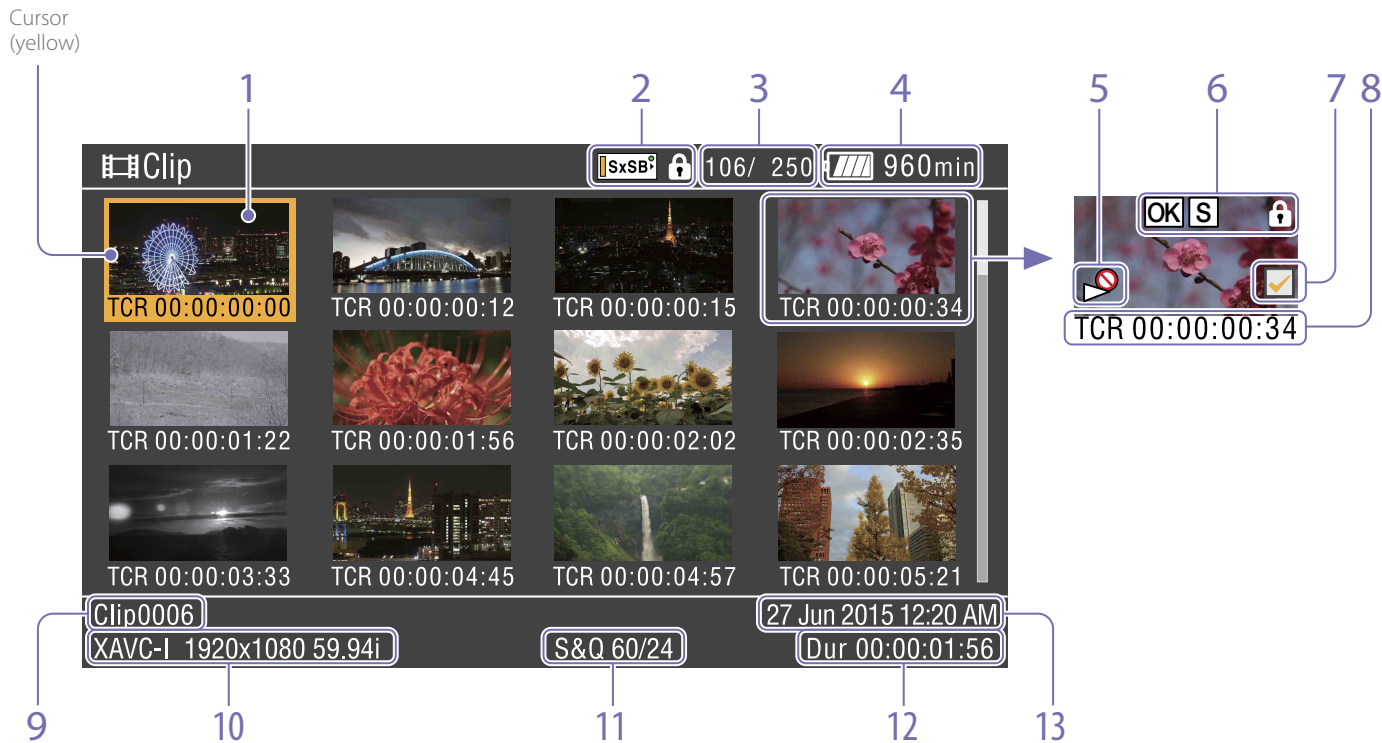 Cursor
(yellow)
1
2
3
4
5
6
7
8
Clip
SxSB
106/ 250
960min
OK S
TCR 00:00:00:00
TCR 00:00:00:12
TCR 00:00:00:15
TCR 00:00:00:34
TCR 00:00:00:34
TCR 00:00:01:22
TCR 00:00:01:56
TCR 00:00:02:02
TCR 00:00:02:35
TCR 00:00:03:33
TCR 00:00:04:45
TCR 00:00:04:57
TCR 00:00:05:21
Clip0006
27 Jun 2015 12:20 AM
XAVC-I 1920x1080 59.94i
S&Q 60/24
Dur 00:00:01:56
9
10
11
12
13